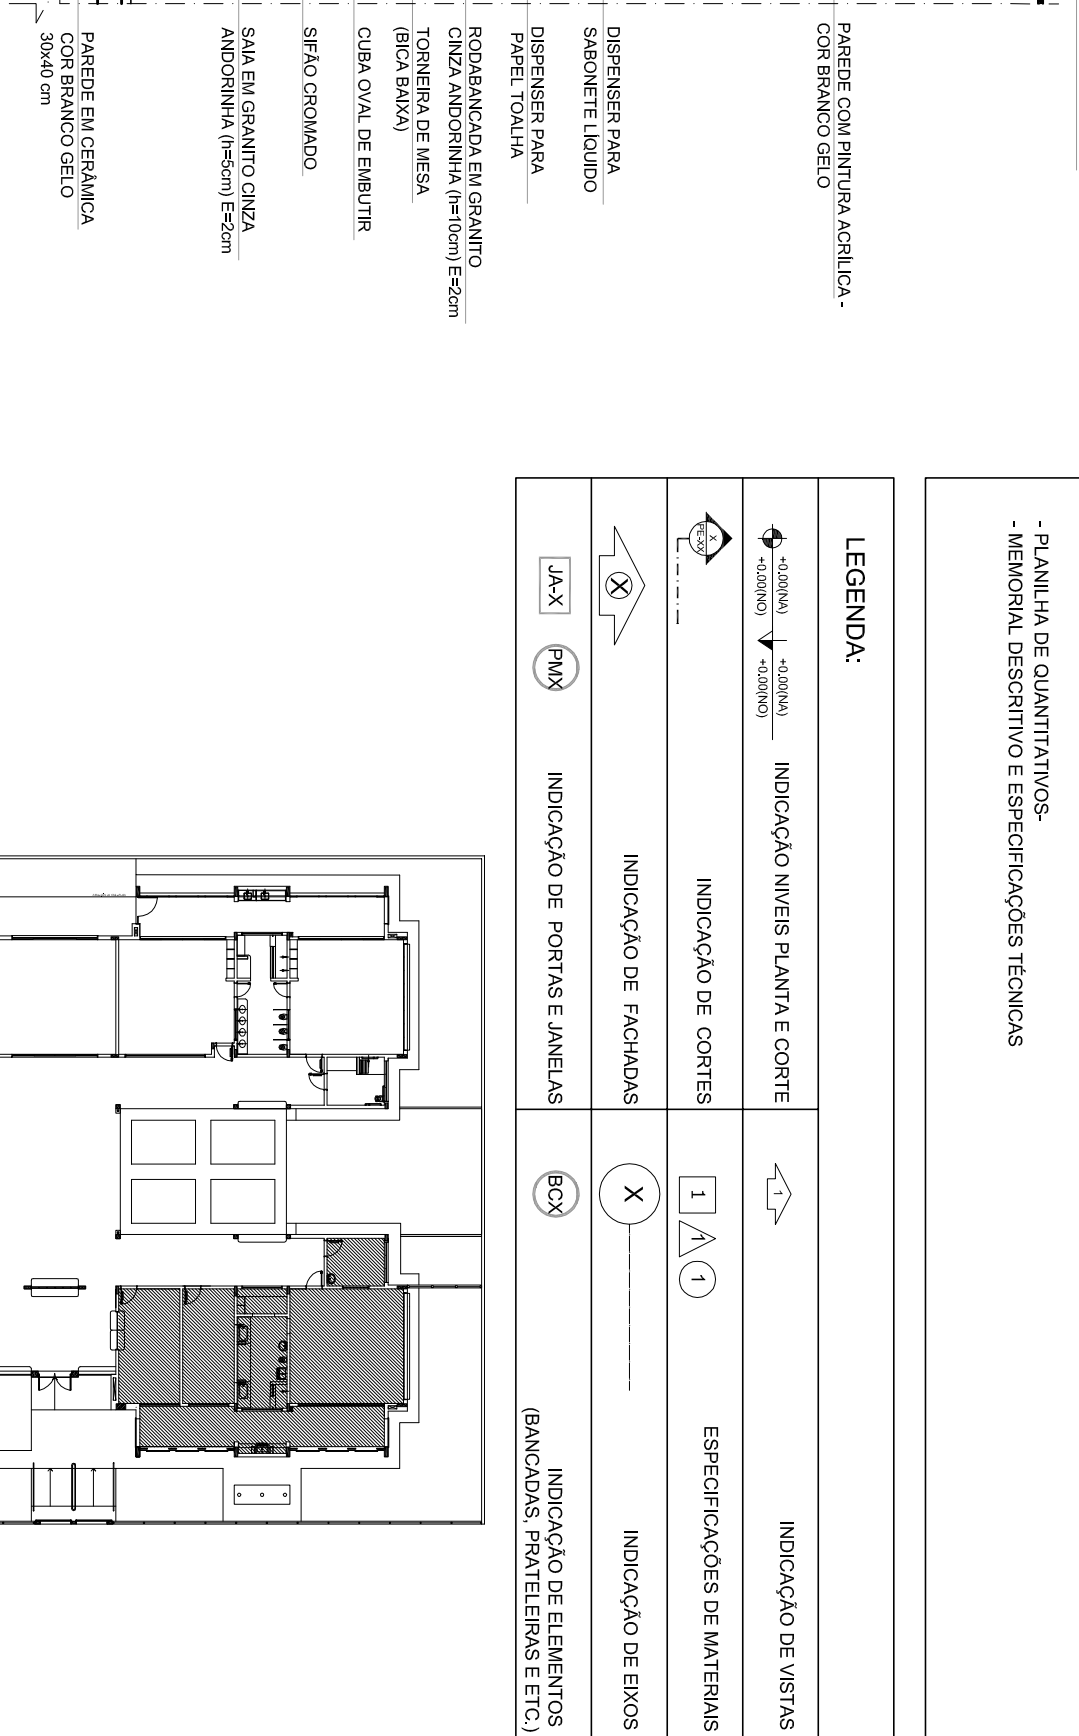 PAREDE COM PINTURA ACRÍLICA -
COR BRANCO GELO
DISPENSER PARA
SABONETE LÍQUIDO
DISPENSER PARA
PAPEL TOALHA
RODABANCADA EM GRANITO
CINZA ANDORINHA (h=10cm) E=2cm
TORNEIRA DE MESA
(BICA BAIXA)
CUBA OVAL DE EMBUTIR
SIFÃO CROMADO
SAIA EM GRANITO CINZA
ANDORINHA (h=5cm) E=2cm
PAREDE EM CERÂMICA
COR BRANCO GELO
30x40 cm
- PLANILHA DE QUANTITATIVOS-
- MEMORIAL DESCRITIVO E ESPECIFICAÇÕES TÉCNICAS
LEGENDA:
+0.00(NA)
+0.00(NO)
+0.00(NA)
+0.00(NO)
INDICAÇÃO NIVEIS PLANTA E CORTE
1
INDICAÇÃO DE VISTAS
X
PE-XX
INDICAÇÃO DE CORTES
1 1 1
ESPECIFICAÇÕES DE MATERIAIS
X
INDICAÇÃO DE FACHADAS
X
INDICAÇÃO DE EIXOS
JA-X PMX
INDICAÇÃO DE PORTAS E JANELAS
BCX
INDICAÇÃO DE ELEMENTOS
(BANCADAS, PRATELEIRAS E ETC.)